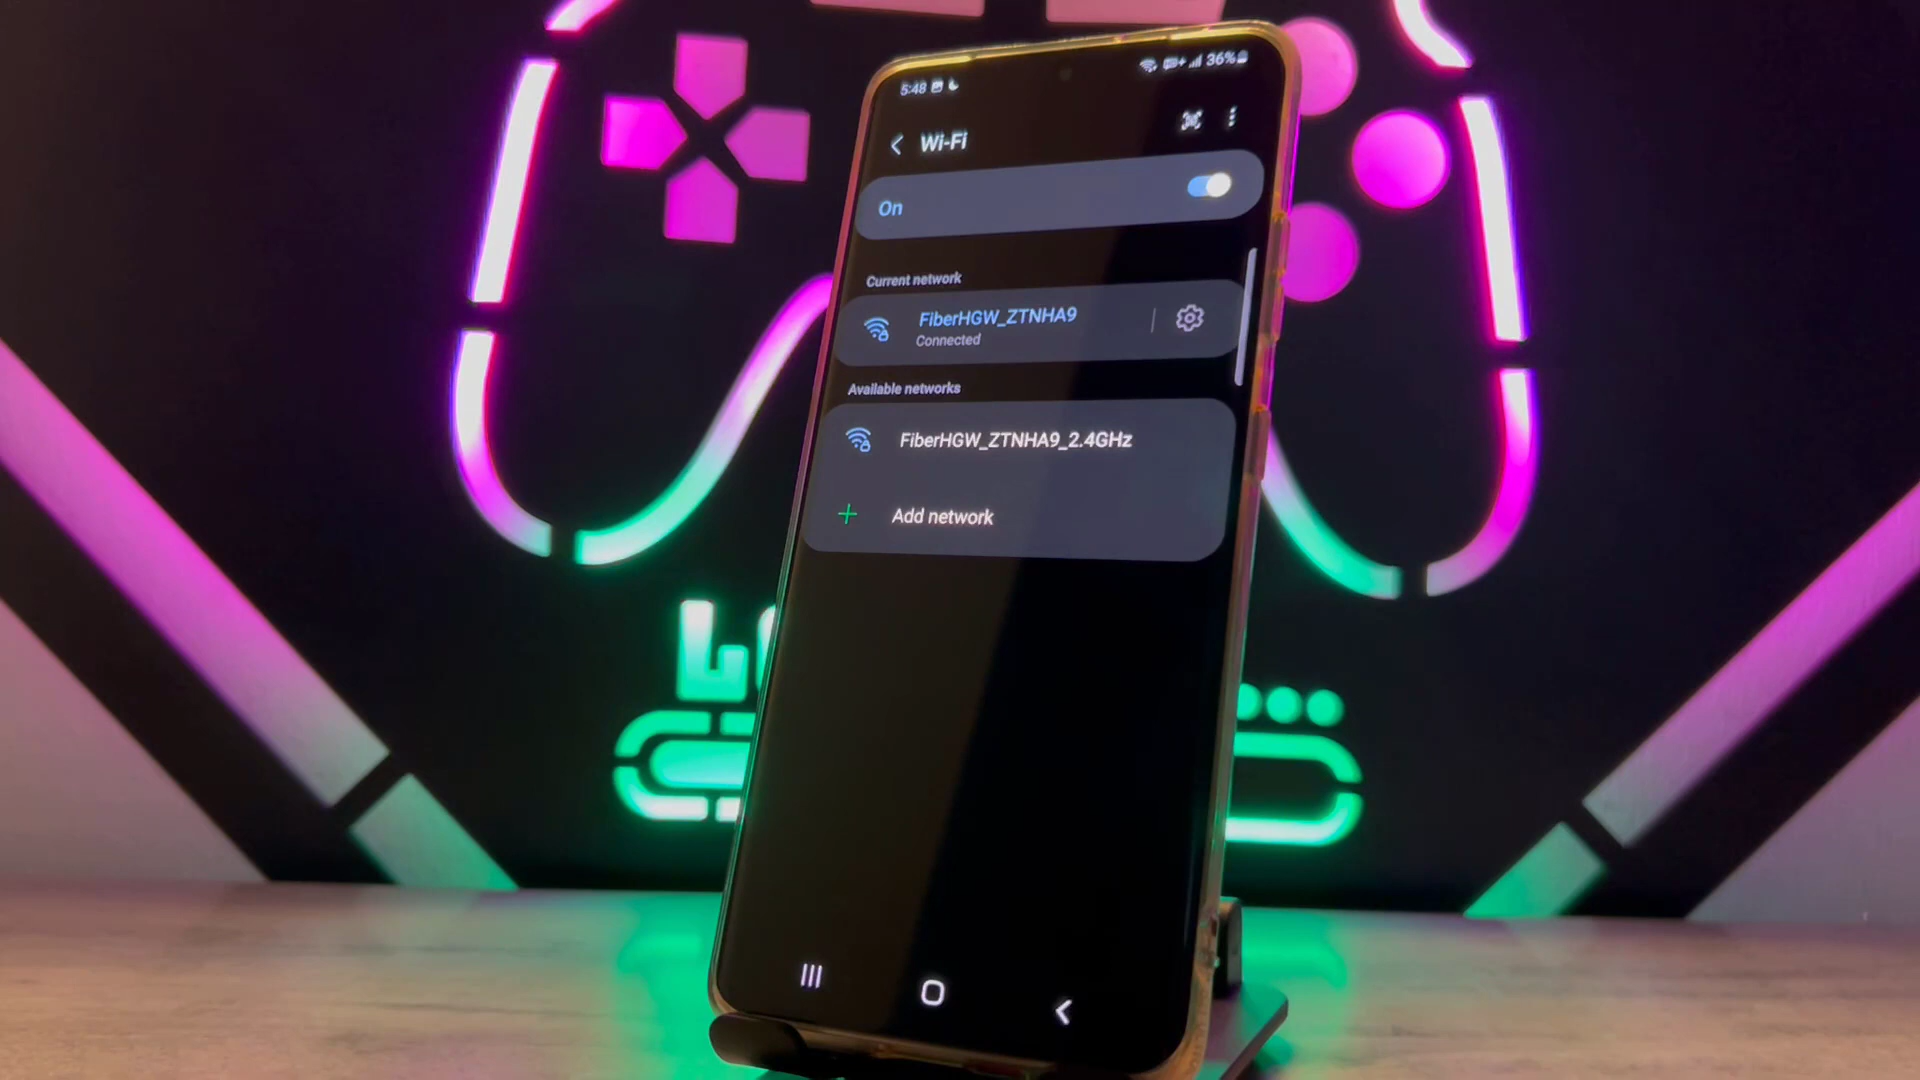 5:48
36%
Wi-Fi
On
Current network
FiberHGW_ZTNHA9
Connected
Available networks
FiberHGW_ZTNHA9_2.4GHz
Add network